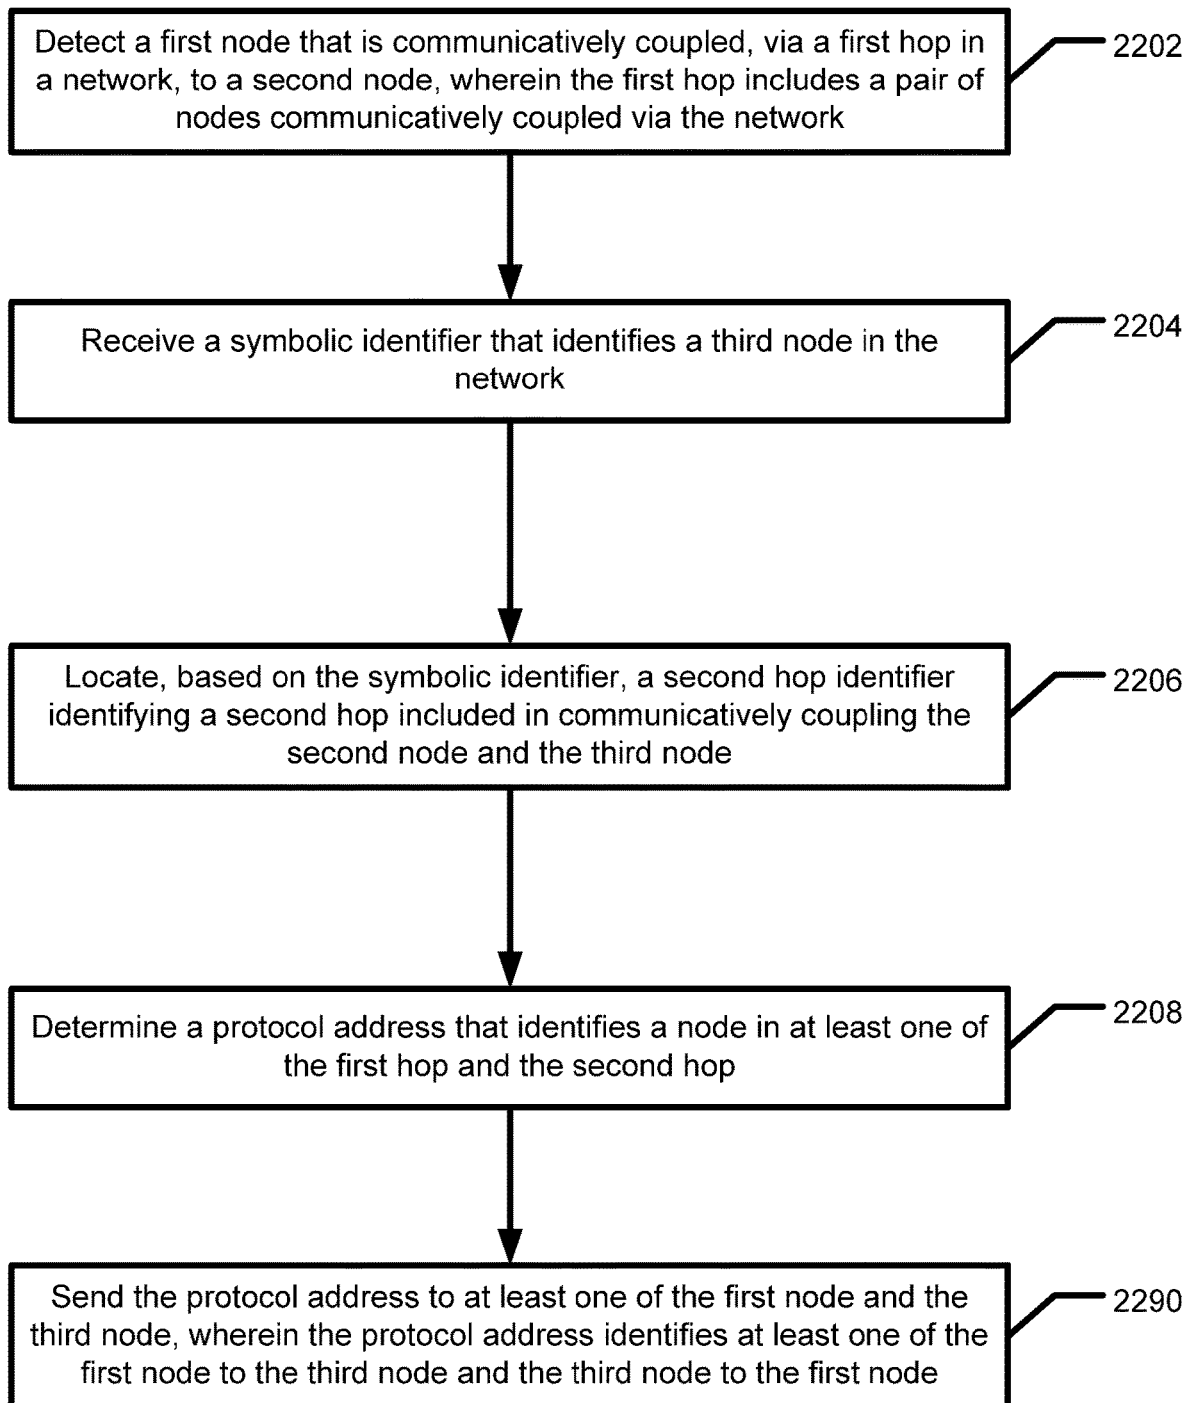 Detect a first node that is communicatively coupled, via a first hop in
a network, to a second node, wherein the first hop includes a pair of
nodes communicatively coupled via the network
2202
Receive a symbolic identifier that identifies a third node in the
network
2204
Locate, based on the symbolic identifier, a second hop identifier
identifying a second hop included in communicatively coupling the
second node and the third node
2206
Determine a protocol address that identifies a node in at least one of
the first hop and the second hop
2208
Send the protocol address to at least one of the first node and the
third node, wherein the protocol address identifies at least one of the
first node to the third node and the third node to the first node
2290